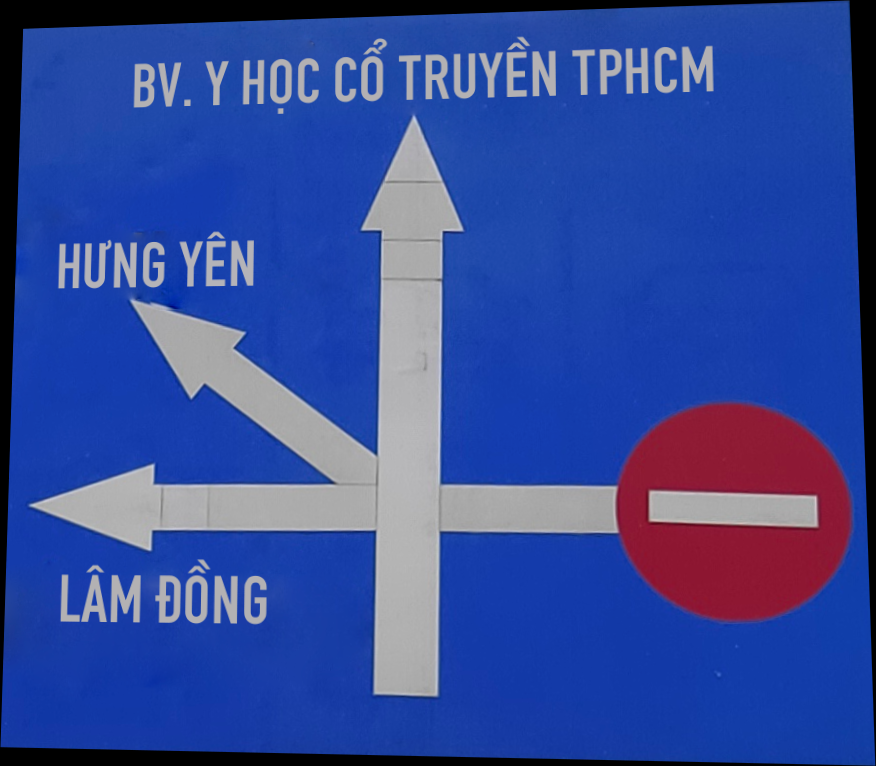 BV. Y HỌC CỔ TRUYỀN TPHCM
HƯNG YÊN
LÂM ĐỒNG